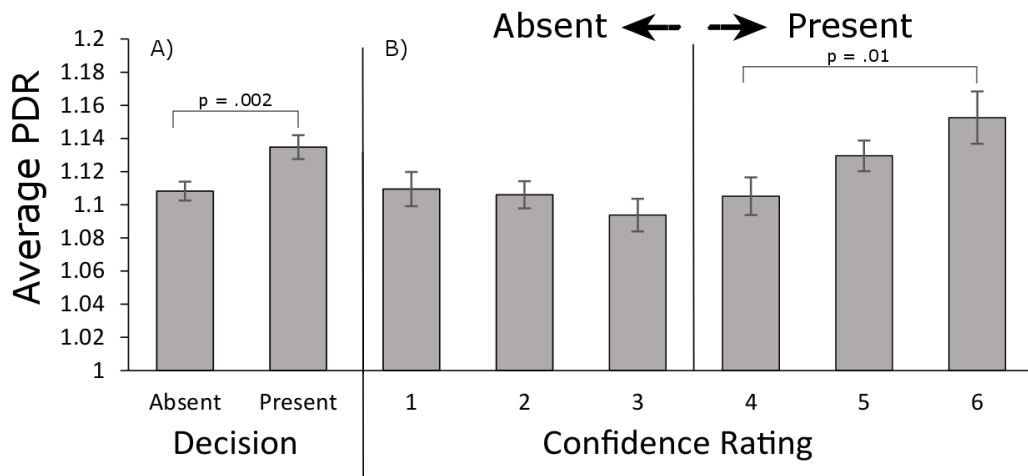 Absent Present
A) B)
p = .002
p = .01
Average PDR
1.2
1.18
1.16
1.14
1.12
1.1
1.08
1.06
1.04
1.02
1
Absent Present 1 2 3 4 5 6
Decision Confidence Rating